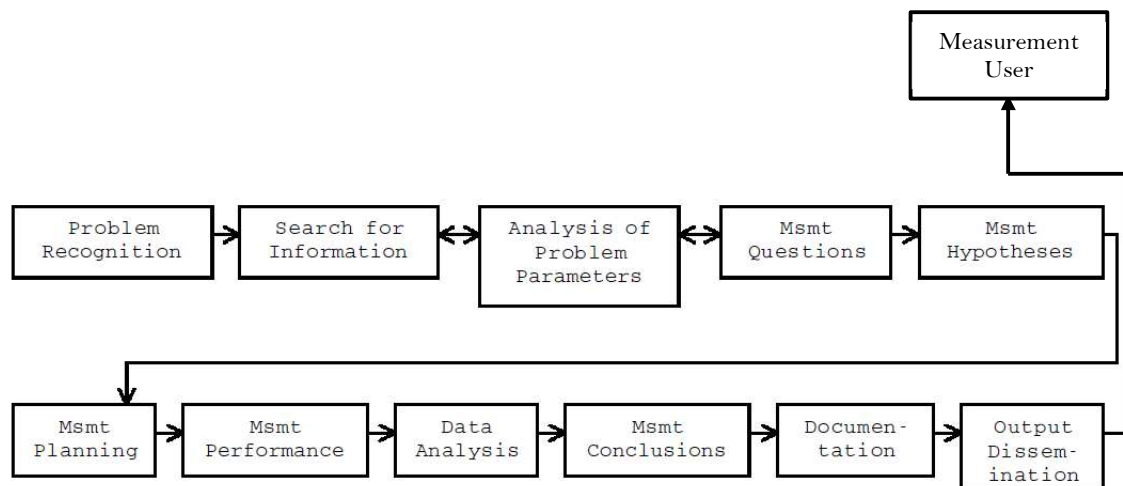 Measurement
User
Problem
Recognition
Search for
Information
Analysis of
Problem
Parameters
Msmt
Questions
Msmt
Hypotheses
Msmt
Planning
Msmt
Performance
Data
Analysis
Msmt
Conclusions
Documen-
tation
Output
Dissem-
ination